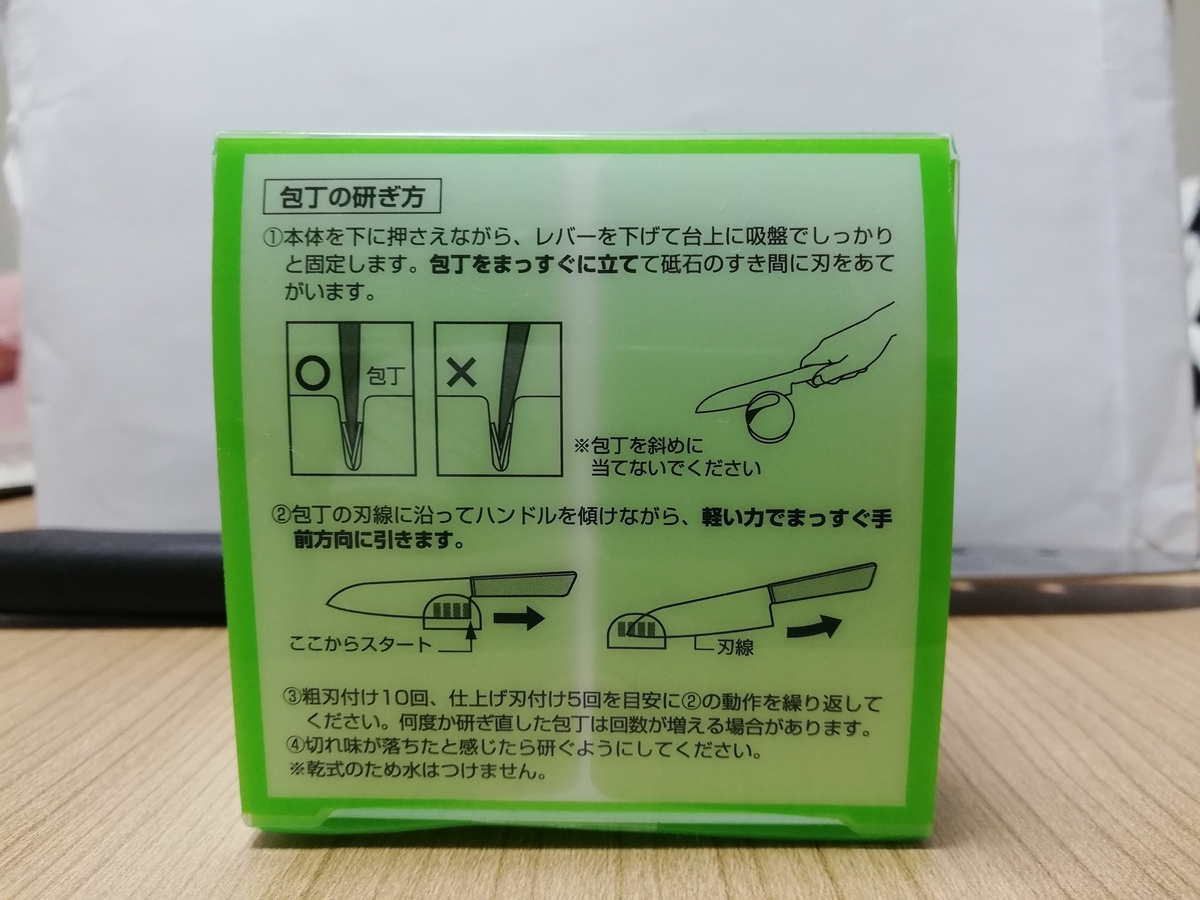 包丁の研ぎ方
①本体を下に押さえながら、レバーを下げて台上に吸盤でしっかり
と固定します。包丁をまっすぐに立てて砥石のすき間に刃をあて
がいます。
○ 包丁
×
※包丁を斜めに
当てないでください
②包丁の刃線に沿ってハンドルを傾けながら、軽い力でまっすぐ手
前方向に引きます。
ここからスタート
刃線
③粗刃付け10回、仕上げ刃付け5回を目安に②の動作を繰り返して
ください。何度か研ぎ直した包丁は回数が増える場合があります。
④切れ味が落ちたと感じたら研ぐようにしてください。
※乾式のため水はつけません。